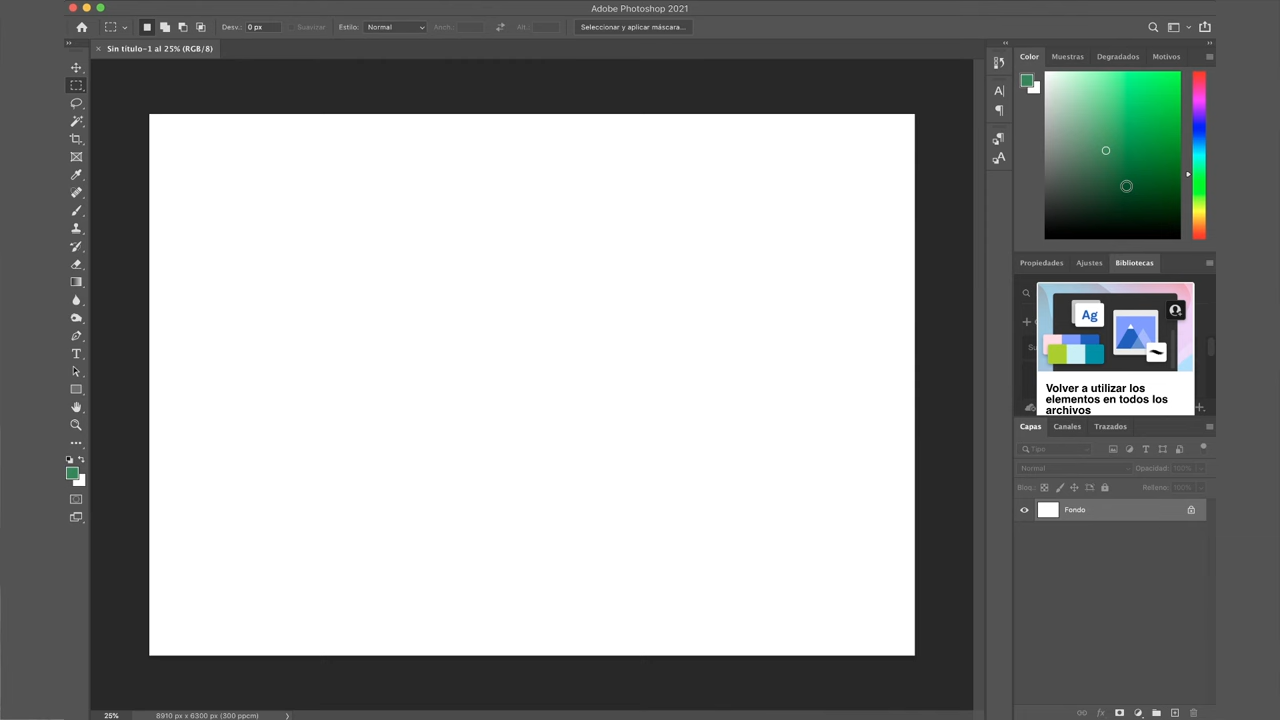 Adobe Photoshop 2021
Desv.: 0 px Suavizar Estilo: Normal Anch.: Alt.: Seleccionar y aplicar máscara...
Sin título-1 al 25% (RGB/8)
Color Muestras Degradados Motivos
Propiedades Ajustes Bibliotecas
Ag
Volver a utilizar los
elementos en todos los
archivos
Capas Canales Trazados
Tipo
Normal Opacidad: 100%
Bloq.: Relleno: 100%
Fondo
25% 8910 px x 6300 px (300 ppcm)